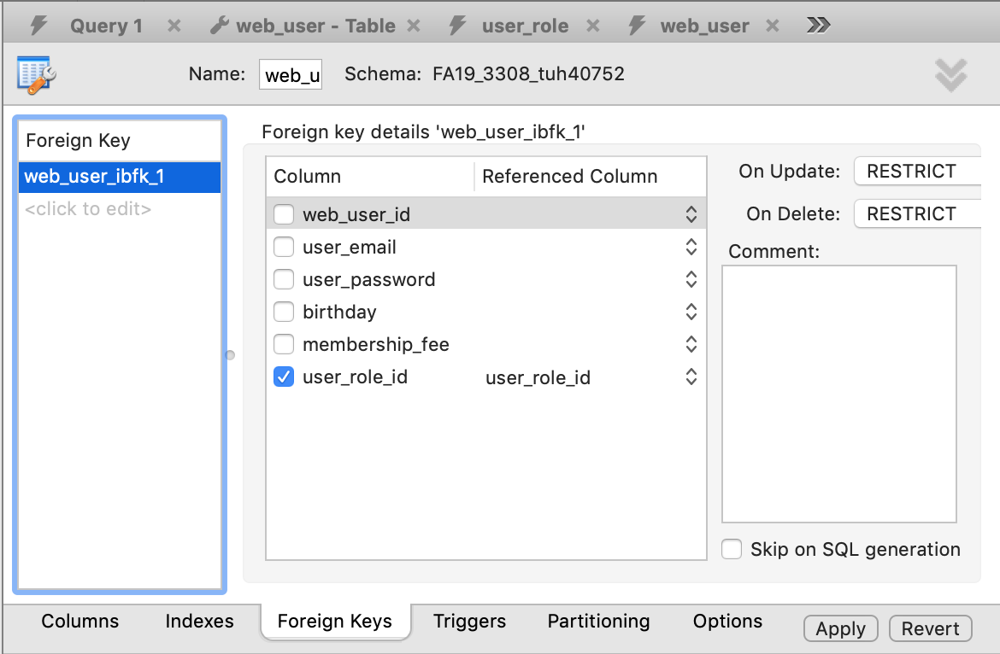 Query 1 web_user - Table user_role web_user
Name: web_u Schema: FA19_3308_tuh40752
Foreign Key
web_user_ibfk_1
<click to edit>
Foreign key details 'web_user_ibfk_1'
Column Referenced Column
web_user_id
user_email
user_password
birthday
membership_fee
user_role_id user_role_id
On Update: RESTRICT
On Delete: RESTRICT
Comment:
Skip on SQL generation
Columns Indexes Foreign Keys Triggers Partitioning Options Apply Revert